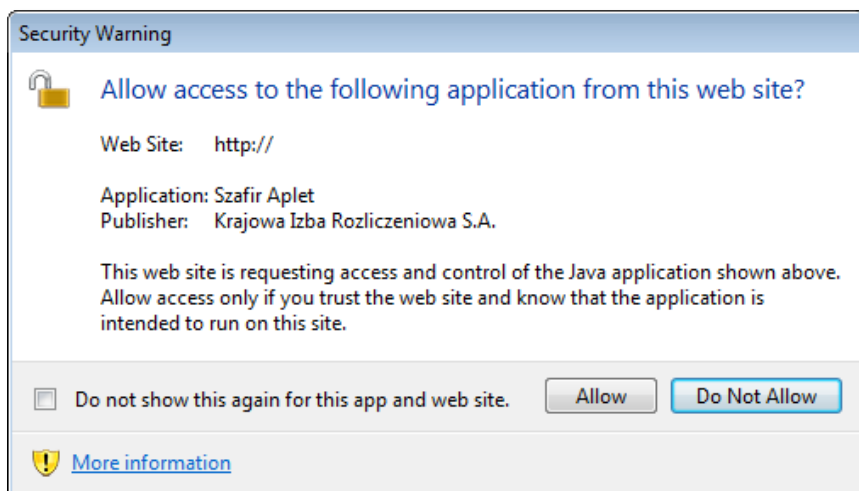 Security Warning
Allow access to the following application from this web site?
Web Site: http://
Application: Szafir Aplet
Publisher: Krajowa Izba Rozliczeniowa S.A.
This web site is requesting access and control of the Java application shown above.
Allow access only if you trust the web site and know that the application is
intended to run on this site.
Do not show this again for this app and web site. Allow Do Not Allow
More information